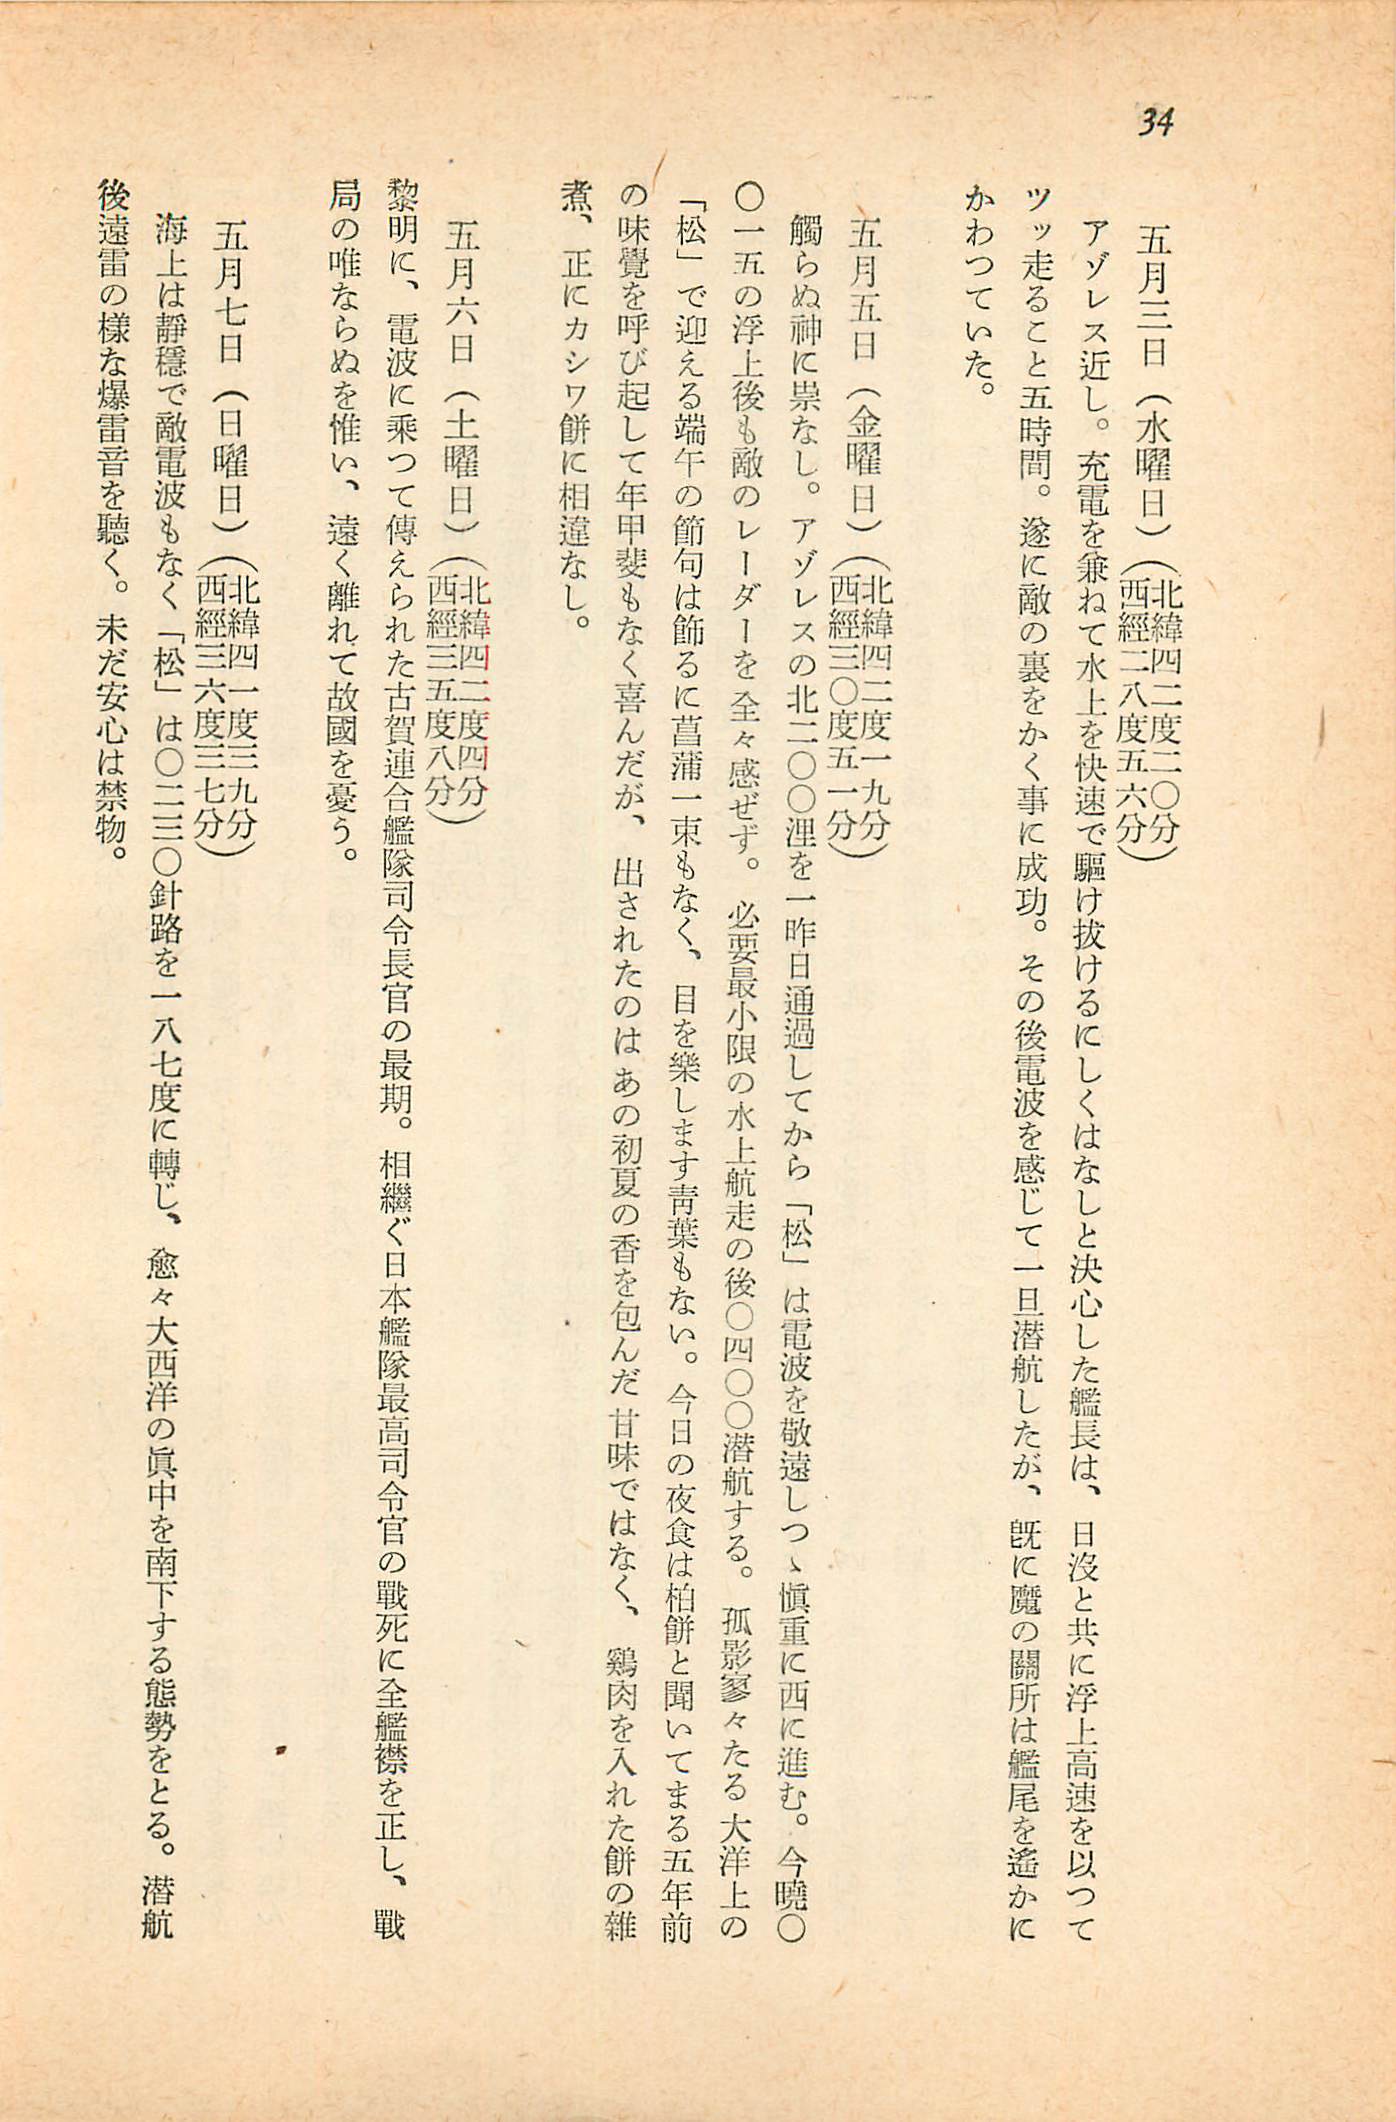 34
五月三日（水曜日）（北緯四二度二〇分
西經二八度五六分）
アゾレス近し。充電を兼ねて水上を快速で驅け拔けるにしくはなしと決心した艦長は、日沒と共に浮上高速を以つて
ツッ走ること五時間。遂に敵の裏をかく事に成功。その後電波を感じて一旦潜航したが、旣に魔の關所は艦尾を遙かに
かわつていた。
五月五日（金曜日）（北緯四二度一九分
西經三〇度五一分）
觸らぬ神に祟なし。アゾレスの北二〇〇浬を一昨日通過してから「松」は電波を敬遠しつゝ愼重に西に進む。今曉〇
〇一五の浮上後も敵のレーダーを全々感ぜず。必要最小限の水上航走の後〇四〇〇潜航する。孤影寥々たる大洋上の
「松」で迎える端午の節句は飾るに菖蒲一束もなく、目を樂します靑葉もない。今日の夜食は柏餅と聞いてまる五年前
の味覺を呼び起して年甲斐もなく喜んだが、出されたのはあの初夏の香を包んだ甘味ではなく、鷄肉を入れた餅の雜
煮、正にカシワ餅に相違なし。
五月六日（土曜日）（北緯四二度四分
西經三五度八分）
黎明に、電波に乘つて傳えられた古賀連合艦隊司令長官の最期。相繼ぐ日本艦隊最高司令官の戰死に全艦襟を正し、戰
局の唯ならぬを惟い、遠く離れて故國を憂う。
五月七日（日曜日）（北緯四一度三九分
西經三六度三七分）
海上は靜穩で敵電波もなく「松」は〇二三〇針路を一八七度に轉じ、愈々大西洋の眞中を南下する態勢をとる。潜航
後遠雷の樣な爆雷音を聽く。未だ安心は禁物。